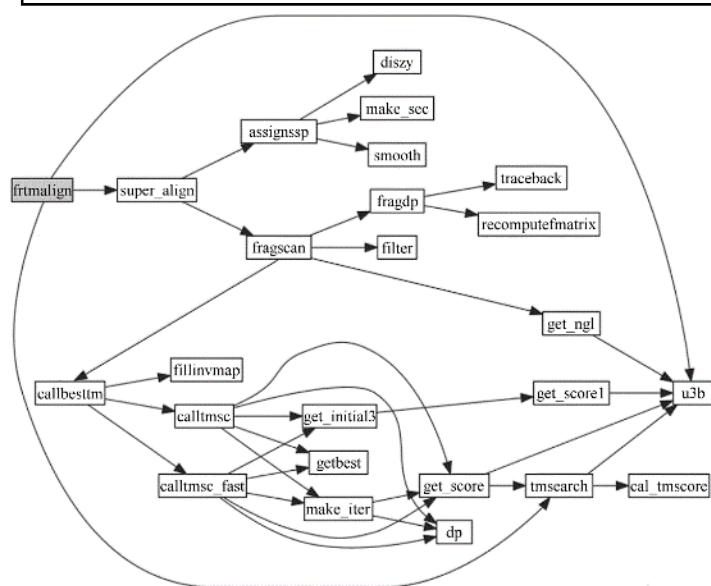 diszy
make_sec
assignssp
smooth
traceback
frtmalign
super_align
fragdp
recomputefmatrix
fragscan
filter
get_ngl
fillinvmap
callbesttm
get_score1
u3b
calltmsc
get_initial3
getbest
calltmsc_fast
get_score
tmsearch
cal_tmscore
make_iter
dp